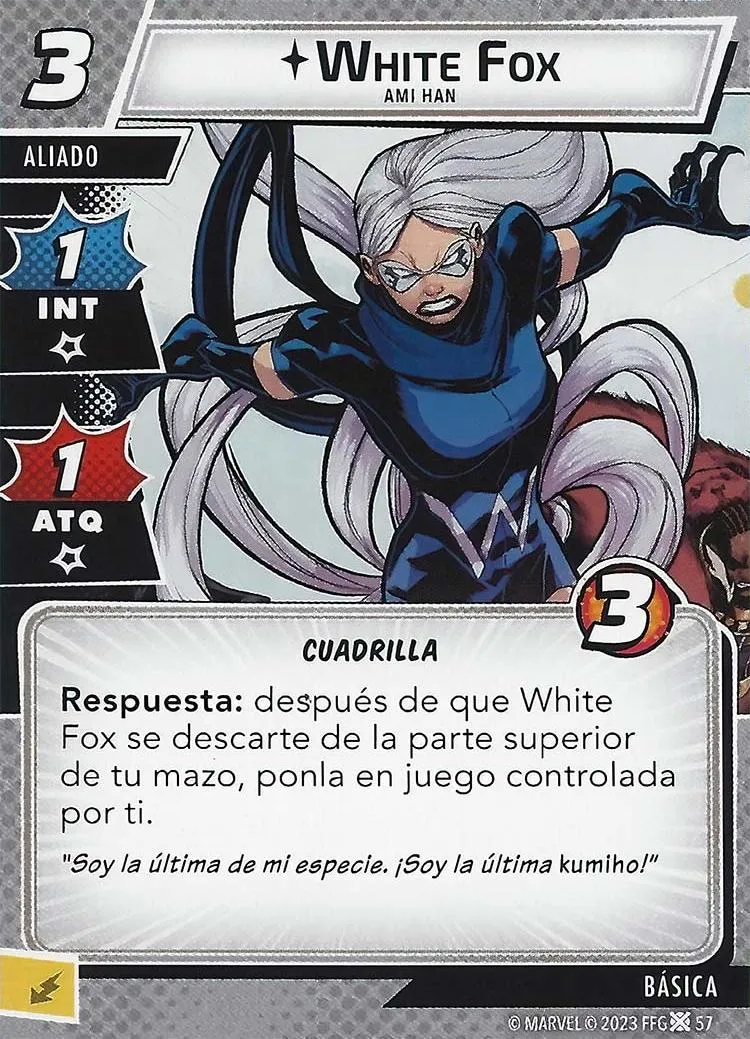 3
WHITE FOX
AMI HAN
ALIADO
1
INT
1
ATQ
3
CUADRILLA
Respuesta: después de que White
Fox se descarte de la parte superior
de tu mazo, ponla en juego controlada
por ti.
"Soy la última de mi especie. ¡Soy la última kumiho!"
BÁSICA
© MARVEL © 2023 FFG 57